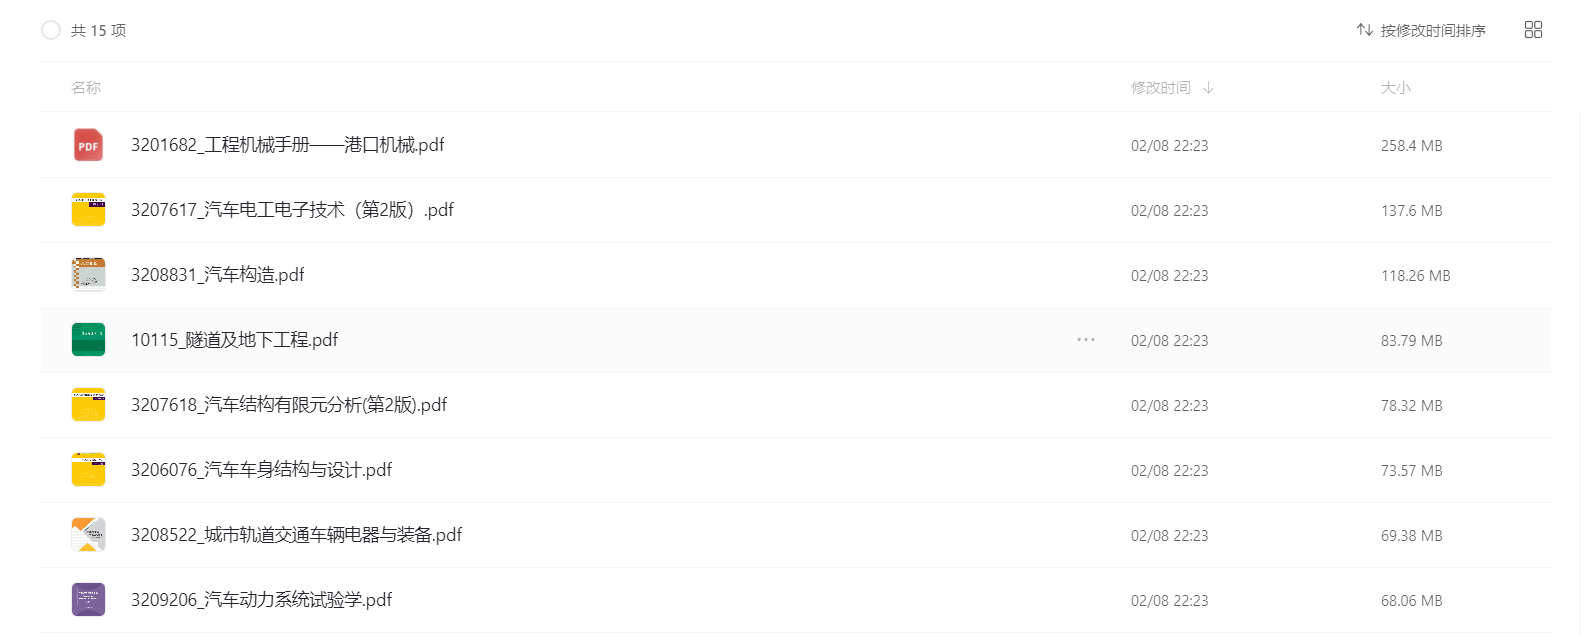 共 15 项
按修改时间排序
名称 修改时间 大小
PDF 3201682_工程机械手册——港口机械.pdf 02/08 22:23 258.4 MB
3207617_汽车电工电子技术（第2版）.pdf 02/08 22:23 137.6 MB
3208831_汽车构造.pdf 02/08 22:23 118.26 MB
10115_隧道及地下工程.pdf 02/08 22:23 83.79 MB
3207618_汽车结构有限元分析(第2版).pdf 02/08 22:23 78.32 MB
3206076_汽车车身结构与设计.pdf 02/08 22:23 73.57 MB
3208522_城市轨道交通车辆电器与装备.pdf 02/08 22:23 69.38 MB
3209206_汽车动力系统试验学.pdf 02/08 22:23 68.06 MB